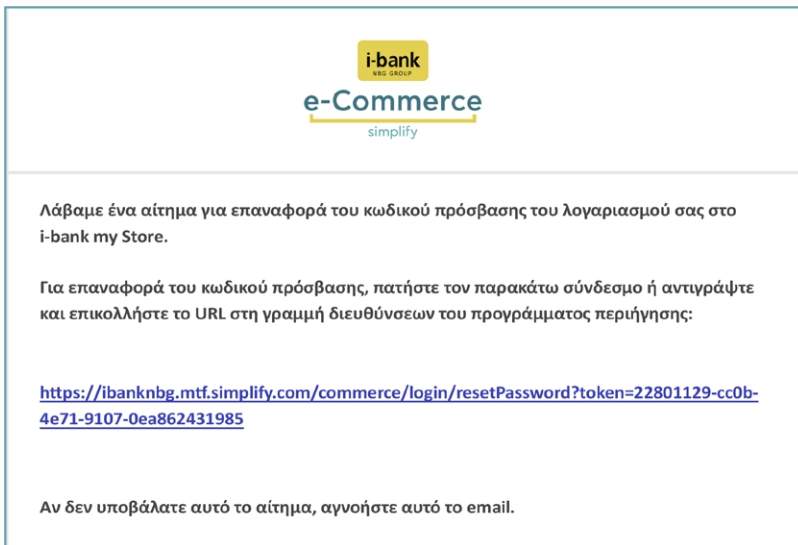 i-bank
NBG GROUP
e-Commerce
simplify
Λάβαμε ένα αίτημα για επαναφορά του κωδικού πρόσβασης του λογαριασμού σας στο
i-bank my Store.
Για επαναφορά του κωδικού πρόσβασης, πατήστε τον παρακάτω σύνδεσμο ή αντιγράψτε
και επικολλήστε το URL στη γραμμή διευθύνσεων του προγράμματος περιήγησης:
https://ibanknbg.mtf.simplify.com/commerce/login/resetPassword?token=22801129-cc0b-
4e71-9107-0ea862431985
Αν δεν υποβάλατε αυτό το αίτημα, αγνοήστε αυτό το email.